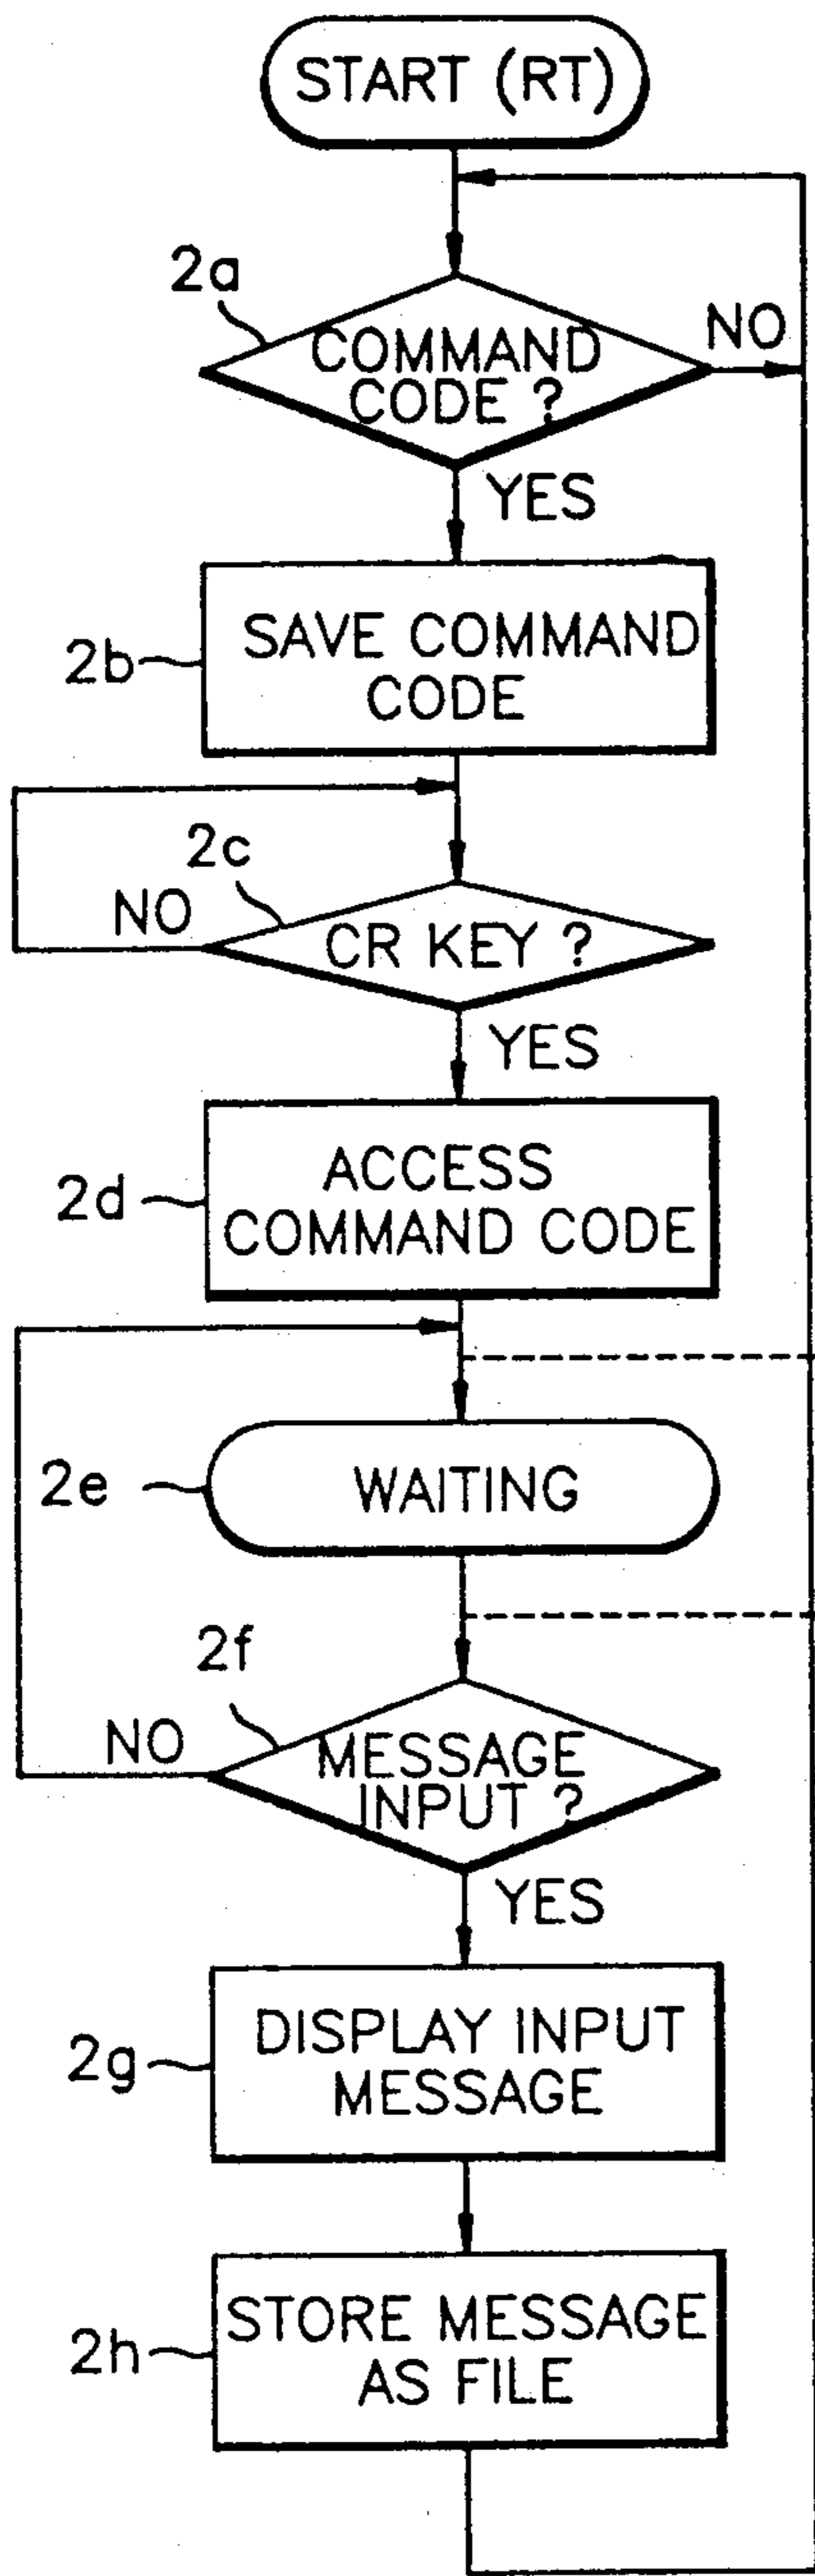 START (RT)
2a
COMMAND
CODE ?
NO
YES
2b
SAVE COMMAND
CODE
2c
NO
CR KEY ?
YES
2d
ACCESS
COMMAND CODE
2e
WAITING
2f
NO
MESSAGE
INPUT ?
YES
2g
DISPLAY INPUT
MESSAGE
2h
STORE MESSAGE
AS FILE